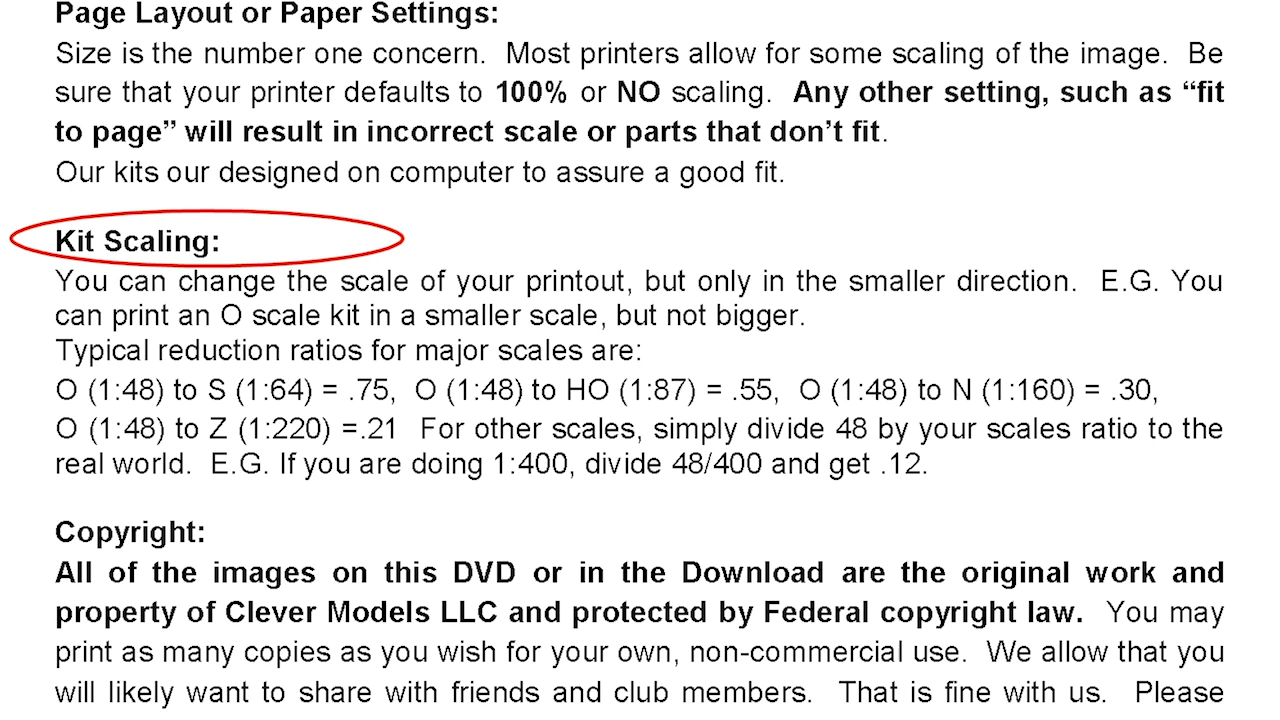 Page Layout or Paper Settings:
Size is the number one concern.  Most printers allow for some scaling of the image.  Be
sure that your printer defaults to 100% or NO scaling.  Any other setting, such as “fit
to page” will result in incorrect scale or parts that don’t fit.
Our kits our designed on computer to assure a good fit.
Kit Scaling:
You can change the scale of your printout, but only in the smaller direction.  E.G. You
can print an O scale kit in a smaller scale, but not bigger.
Typical reduction ratios for major scales are:
O (1:48) to S (1:64) = .75,  O (1:48) to HO (1:87) = .55,  O (1:48) to N (1:160) = .30,
O (1:48) to Z (1:220) =.21  For other scales, simply divide 48 by your scales ratio to the
real world.  E.G. If you are doing 1:400, divide 48/400 and get .12.
Copyright:
All of the images on this DVD or in the Download are the original work and
property of Clever Models LLC and protected by Federal copyright law.  You may
print as many copies as you wish for your own, non-commercial use.  We allow that you
will likely want to share with friends and club members.  That is fine with us.  Please